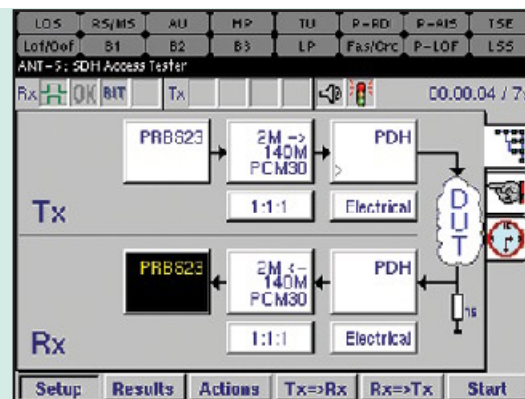 LOS RS/MS AU HP TU P-RDI P-AIS TSE
Lof/Oof B1 B2 B3 LP Fas/Crc P-LOF LSS
ANT-5: SDH Access Tester
Rx OK BIT Tx 00.00.04 / 7
PRBS23 2M -> 140M PCM30 PDH
Tx 1:1:1 Electrical
DUT
PRBS23 2M <- 140M PCM30 PDH
Rx 1:1:1 Electrical
Setup Results Actions Tx=>Rx Rx=>Tx Start